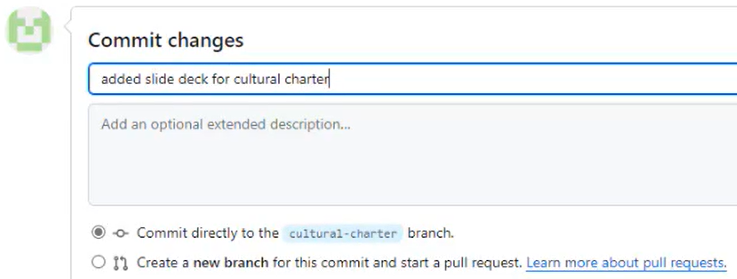 Commit changes
added slide deck for cultural charter
Add an optional extended description...
Commit directly to the cultural-charter branch.
Create a new branch for this commit and start a pull request. Learn more about pull requests.